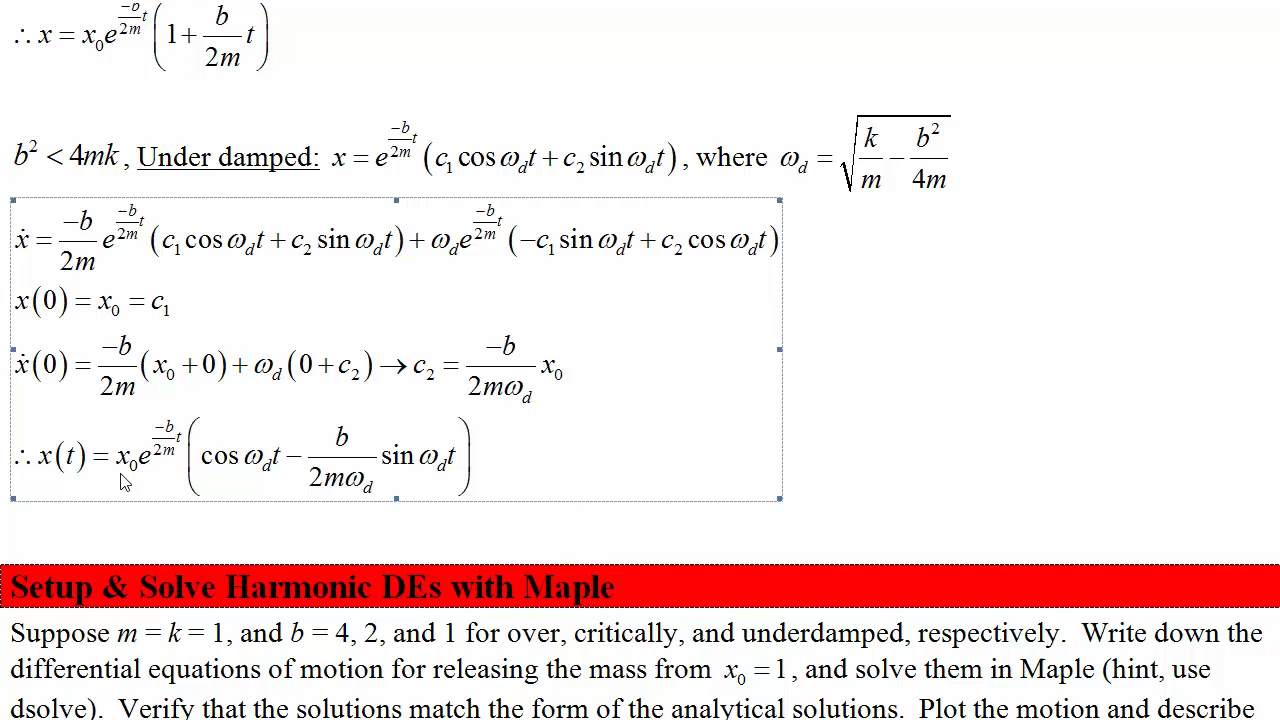 ∴ x = x₀e^(−b/2m t) (1 + b/2m t)
b² < 4mk, Under damped: x = e^(−b/2m t) (c₁ cos ω_d t + c₂ sin ω_d t), where ω_d = √(k/m − b²/4m)
ẋ = −b/2m e^(−b/2m t) (c₁ cos ω_d t + c₂ sin ω_d t) + ω_d e^(−b/2m t) (−c₁ sin ω_d t + c₂ cos ω_d t)
x(0) = x₀ = c₁
ẋ(0) = −b/2m (x₀ + 0) + ω_d (0 + c₂) → c₂ = −b/2mω_d x₀
∴ x(t) = x₀e^(−b/2m t) (cos ω_d t − b/2mω_d sin ω_d t)
Setup & Solve Harmonic DEs with Maple
Suppose m = k = 1, and b = 4, 2, and 1 for over, critically, and underdamped, respectively. Write down the
differential equations of motion for releasing the mass from x₀ = 1, and solve them in Maple (hint, use
dsolve). Verify that the solutions match the form of the analytical solutions. Plot the motion and describe